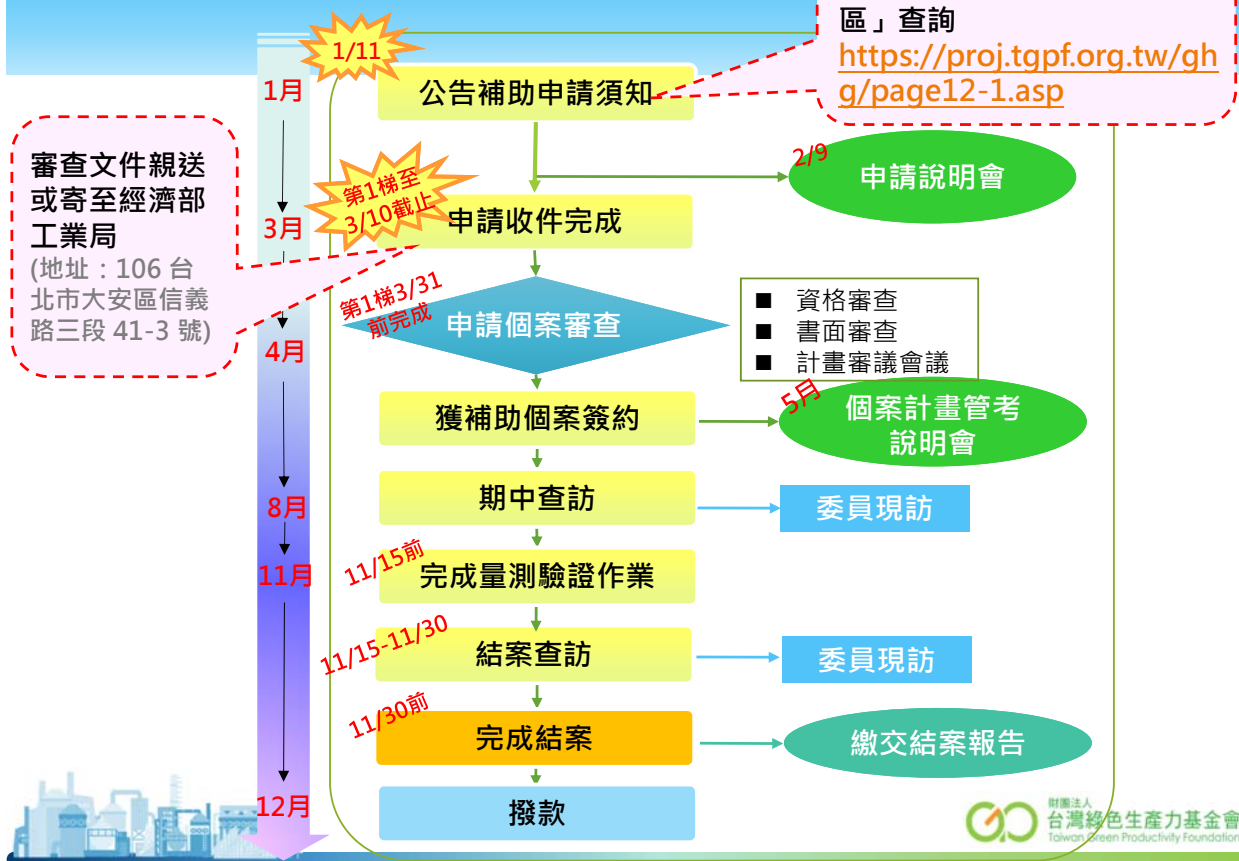 區」查詢
https://proj.tgpf.org.tw/gh
g/page12-1.asp
1/11
1月
公告補助申請須知
2/9
申請說明會
審查文件親送
或寄至經濟部
工業局
(地址：106 台
北市大安區信義
路三段 41-3 號)
第1梯至
3/10截止
3月
申請收件完成
第1梯3/31
前完成
申請個案審查
■ 資格審查
■ 書面審查
■ 計畫審議會議
4月
獲補助個案簽約
5月
個案計畫管考
說明會
8月
期中查訪
委員現訪
11月
11/15前
完成量測驗證作業
11/15-11/30
結案查訪
委員現訪
11/30前
完成結案
繳交結案報告
12月
撥款
財團法人
台灣綠色生產力基金會
Taiwan Green Productivity Foundation